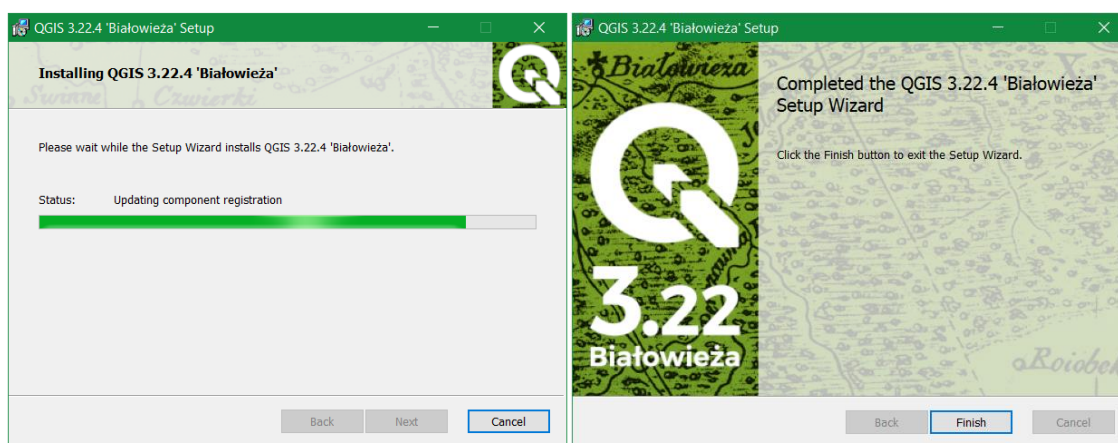 QGIS 3.22.4 'Białowieża' Setup
Installing QGIS 3.22.4 'Białowieża'
Swinne Czwierki
Please wait while the Setup Wizard installs QGIS 3.22.4 'Białowieża'.
Status: Updating component registration
Back Next Cancel
QGIS 3.22.4 'Białowieża' Setup
Białowieza
3.22
Białowieża
Completed the QGIS 3.22.4 'Białowieża'
Setup Wizard
Click the Finish button to exit the Setup Wizard.
Back Finish Cancel